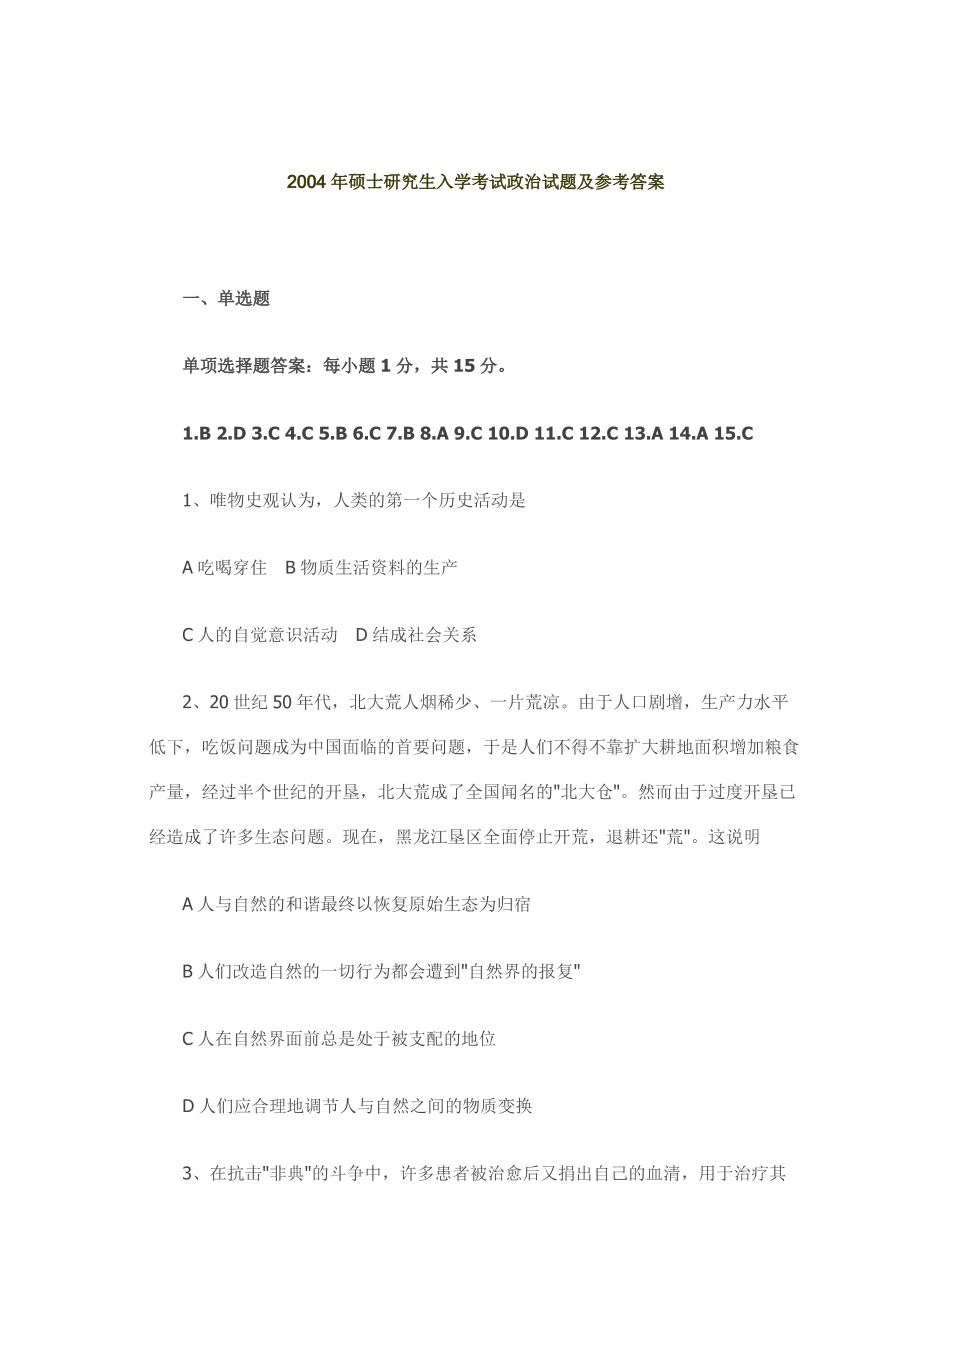 2004 年硕士研究生入学考试政治试题及参考答案
一、单选题
单项选择题答案：每小题 1 分，共 15 分。
1.B 2.D 3.C 4.C 5.B 6.C 7.B 8.A 9.C 10.D 11.C 12.C 13.A 14.A 15.C
1、唯物史观认为，人类的第一个历史活动是
A 吃喝穿住　B 物质生活资料的生产
C 人的自觉意识活动　D 结成社会关系
2、20 世纪 50 年代，北大荒人烟稀少、一片荒凉。由于人口剧增，生产力水平
低下，吃饭问题成为中国面临的首要问题，于是人们不得不靠扩大耕地面积增加粮食
产量，经过半个世纪的开垦，北大荒成了全国闻名的"北大仓"。然而由于过度开垦已
经造成了许多生态问题。现在，黑龙江垦区全面停止开荒，退耕还"荒"。这说明
A 人与自然的和谐最终以恢复原始生态为归宿
B 人们改造自然的一切行为都会遭到"自然界的报复"
C 人在自然界面前总是处于被支配的地位
D 人们应合理地调节人与自然之间的物质变换
3、在抗击"非典"的斗争中，许多患者被治愈后又捐出自己的血清，用于治疗其